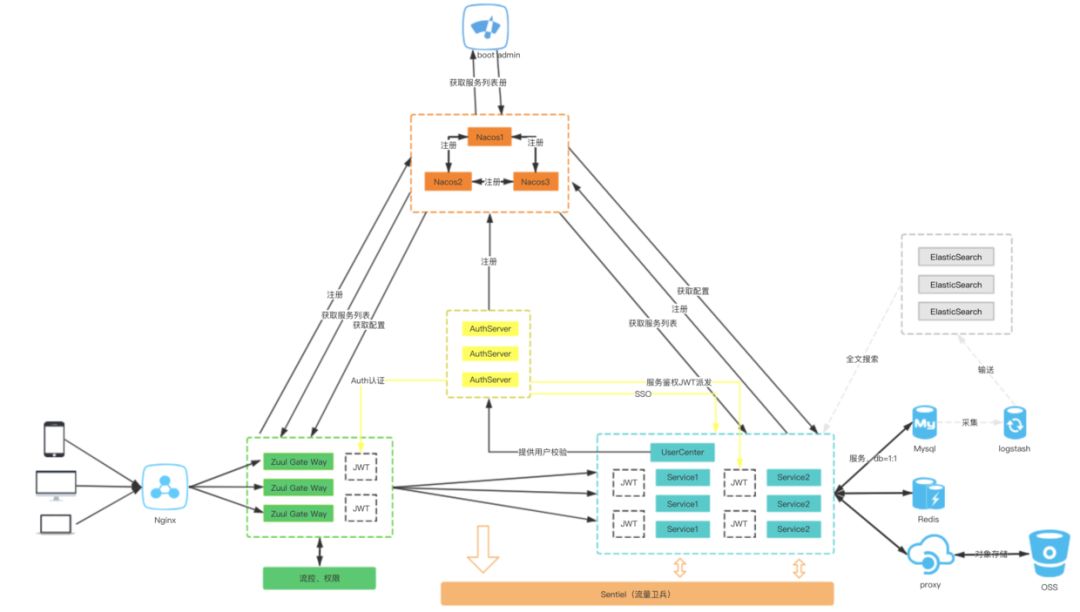 boot admin
获取服务列表册
Nacos1
注册
注册
Nacos2
注册
Nacos3
注册
注册
获取服务列表
获取配置
获取配置
注册
获取服务列表
ElasticSearch
ElasticSearch
ElasticSearch
全文搜索
输送
AuthServer
AuthServer
AuthServer
Auth认证
服务鉴权JWT派发
SSO
提供用户校验
Zuul Gate Way
Zuul Gate Way
Zuul Gate Way
JWT
JWT
Nginx
流控、权限
UserCenter
JWT
Service1
JWT
Service2
Service1
Service2
JWT
Service1
JWT
Service2
服务，db=1:1
My
Mysql
采集
logstash
Redis
proxy
对象存储
OSS
Sentiel（流量卫兵）